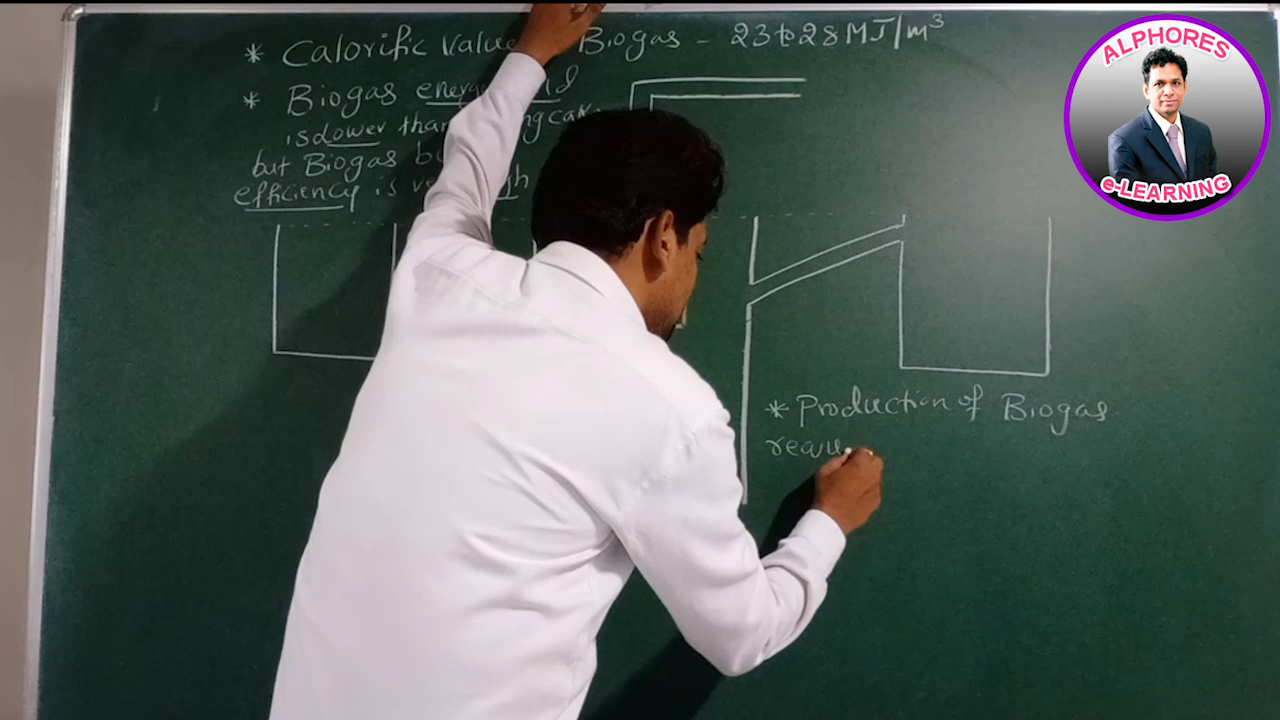 * Calorific Value Biogas - 23 to 28 MJ/m³
* Biogas
is lower than
but Biogas
efficiency is
* Production of Biogas
requ
ALPHORES
e-LEARNING